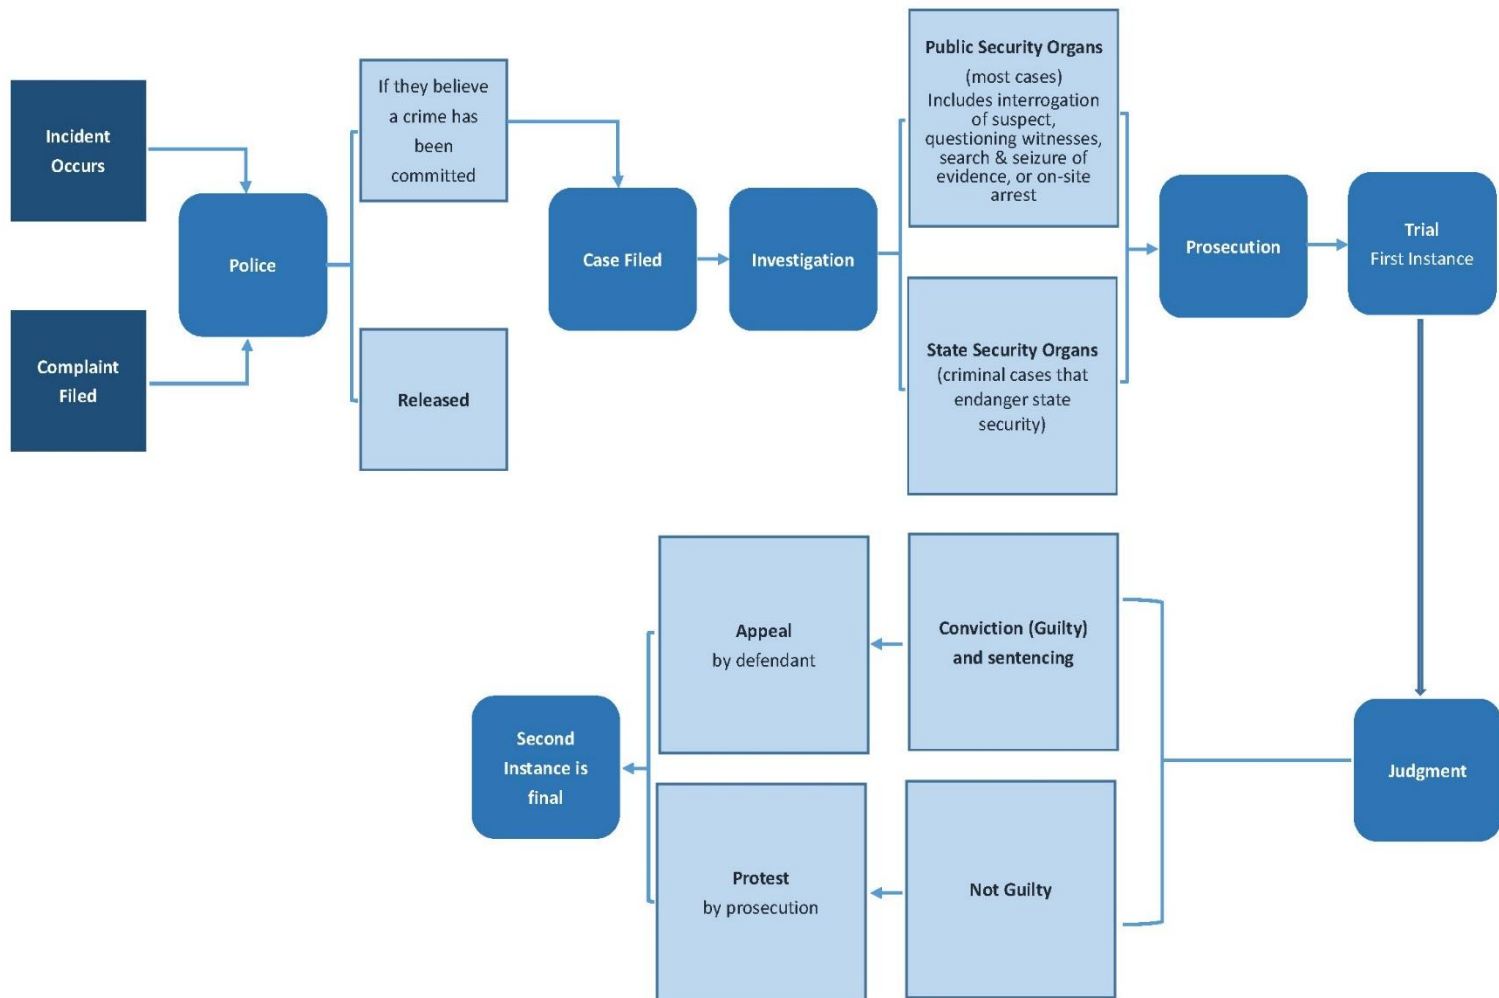 Incident
Occurs
Complaint
Filed
Police
If they believe
a crime has
been
committed
Released
Case Filed
Investigation
Public Security Organs
(most cases)
Includes interrogation
of suspect,
questioning witnesses,
search & seizure of
evidence, or on-site
arrest
State Security Organs
(criminal cases that
endanger state
security)
Prosecution
Trial
First Instance
Judgment
Conviction (Guilty)
and sentencing
Not Guilty
Appeal
by defendant
Protest
by prosecution
Second
Instance is
final